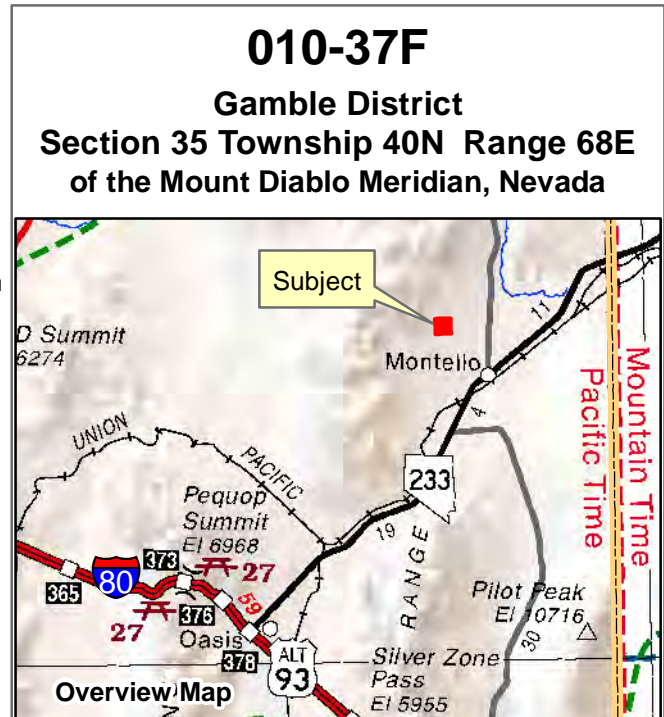 010-37F
Gamble District
Section 35 Township 40N Range 68E
of the Mount Diablo Meridian, Nevada
Subject
D Summit
6274
Montello
11
4
Mountain Time
Pacific Time
UNION
PACIFIC
233
19
Pequop
Summit
El 6968
RANGE
373
27
80
365
376
59
27
Oasis
378
Pilot Peak
El 10716
30
ALT
93
Silver Zone
Pass
El 5955
Overview Map